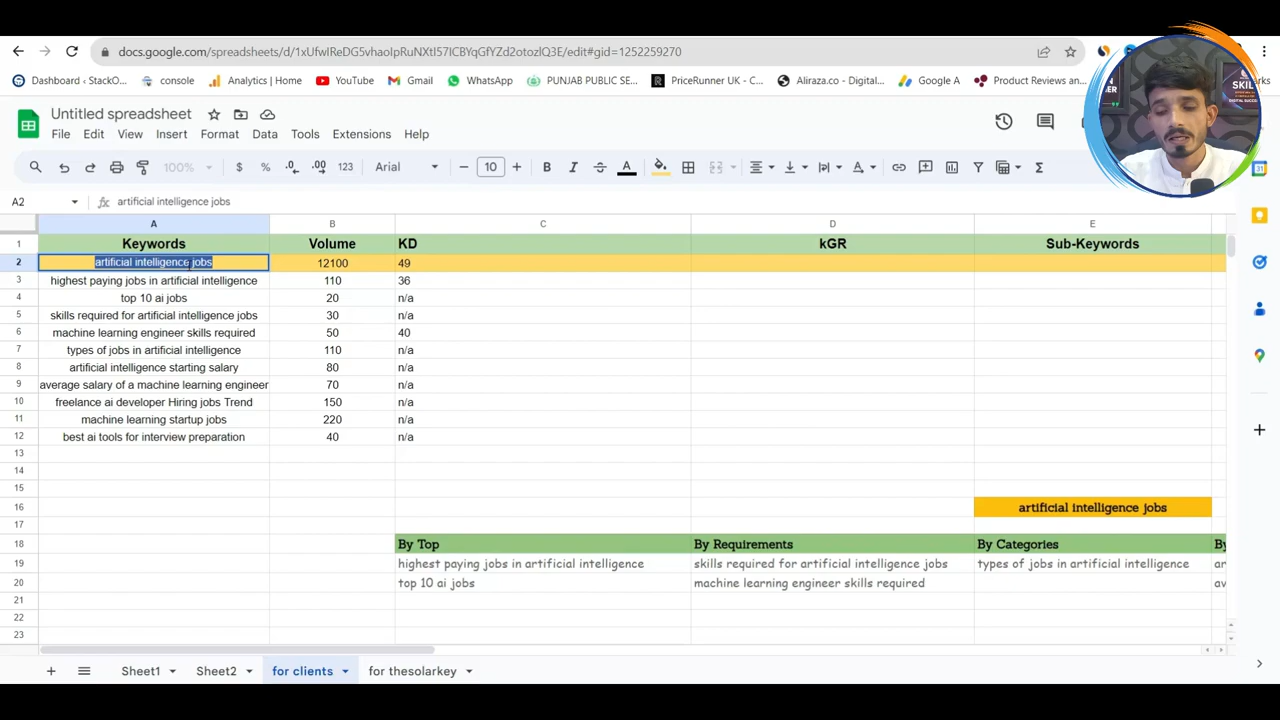 docs.google.com/spreadsheets/d/1xUfwIReDG5vhaoIpRuNXtI57ICBYqGfYZd2otozlQ3E/edit#gid=1252259270
Dashboard ‹ StackO... console Analytics | Home YouTube Gmail WhatsApp PUNJAB PUBLIC SE... PriceRunner UK - C... Aliraza.co - Digital... Google A Product Reviews an...
Untitled spreadsheet
File Edit View Insert Format Data Tools Extensions Help
100% $ % .0 .00 123 Arial 10 B I A
A2 fx artificial intelligence jobs
A B C D E
1 Keywords Volume KD kGR Sub-Keywords
2 artificial intelligence jobs 12100 49
3 highest paying jobs in artificial intelligence 110 36
4 top 10 ai jobs 20 n/a
5 skills required for artificial intelligence jobs 30 n/a
6 machine learning engineer skills required 50 40
7 types of jobs in artificial intelligence 110 n/a
8 artificial intelligence starting salary 80 n/a
9 average salary of a machine learning engineer 70 n/a
10 freelance ai developer Hiring jobs Trend 150 n/a
11 machine learning startup jobs 220 n/a
12 best ai tools for interview preparation 40 n/a
13
14
15
16 artificial intelligence jobs
17
18 By Top By Requirements By Categories By
19 highest paying jobs in artificial intelligence skills required for artificial intelligence jobs types of jobs in artificial intelligence ar
20 top 10 ai jobs machine learning engineer skills required av
21
22
23
Sheet1 Sheet2 for clients for thesolarkey